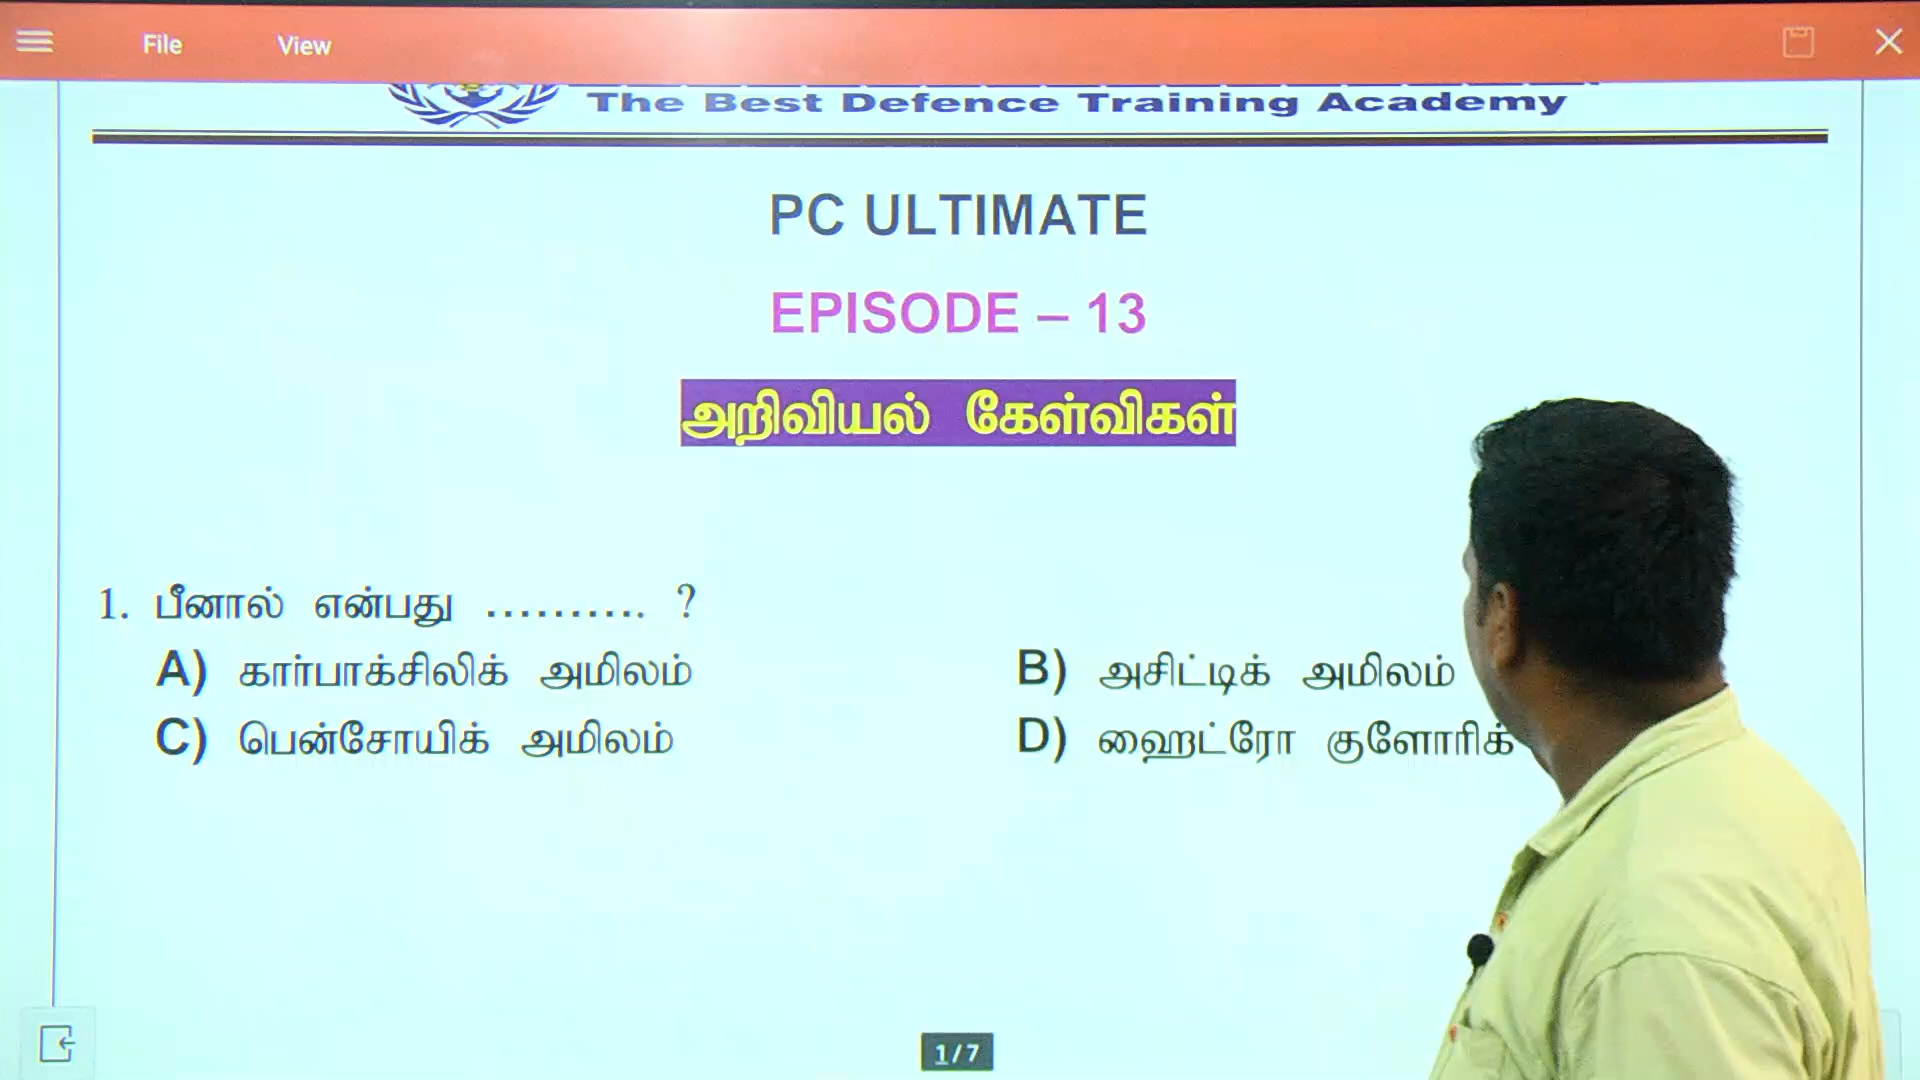 File View
The Best Defence Training Academy
PC ULTIMATE
EPISODE – 13
அறிவியல் கேள்விகள்
1. பீனால் என்பது .......... ?
A) கார்பாக்சிலிக் அமிலம் B) அசிட்டிக் அமிலம்
C) பென்சோயிக் அமிலம் D) ஹைட்ரோ குளோரிக்
1/7